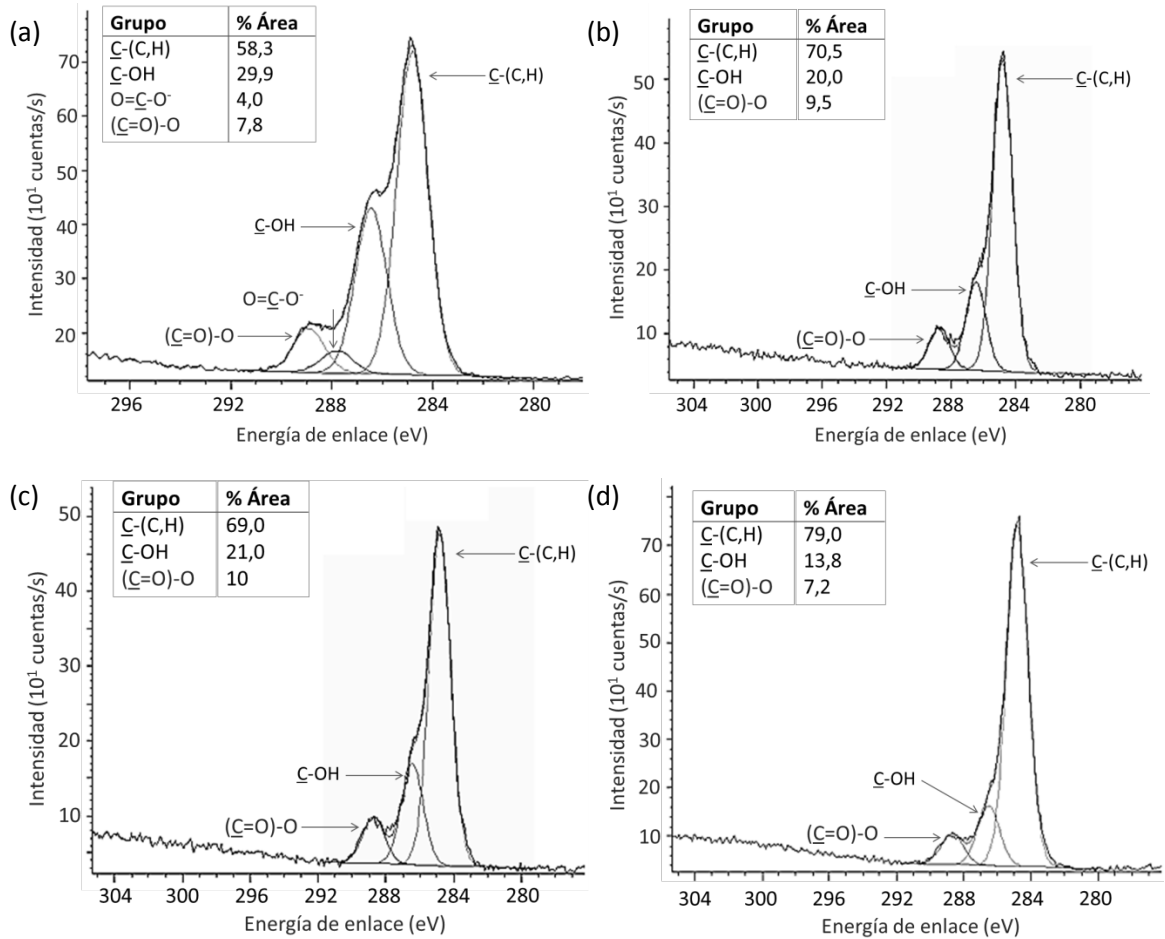 (a)
Grupo % Área
C-(C,H) 58,3
C-OH 29,9
O=C-O⁻ 4,0
(C=O)-O 7,8
C-(C,H)
C-OH
O=C-O⁻
(C=O)-O
70
60
50
40
30
20
Intensidad (10¹ cuentas/s)
296 292 288 284 280
Energía de enlace (eV)
(b)
Grupo % Área
C-(C,H) 70,5
C-OH 20,0
(C=O)-O 9,5
C-(C,H)
C-OH
(C=O)-O
50
40
30
20
10
Intensidad (10¹ cuentas/s)
304 300 296 292 288 284 280
Energía de enlace (eV)
(c)
Grupo % Área
C-(C,H) 69,0
C-OH 21,0
(C=O)-O 10
C-(C,H)
C-OH
(C=O)-O
50
40
30
20
10
Intensidad (10¹ cuentas/s)
304 300 296 292 288 284 280
Energía de enlace (eV)
(d)
Grupo % Área
C-(C,H) 79,0
C-OH 13,8
(C=O)-O 7,2
C-(C,H)
C-OH
(C=O)-O
70
60
50
40
30
20
10
Intensidad (10¹ cuentas/s)
304 300 296 292 288 284 280
Energía de enlace (eV)